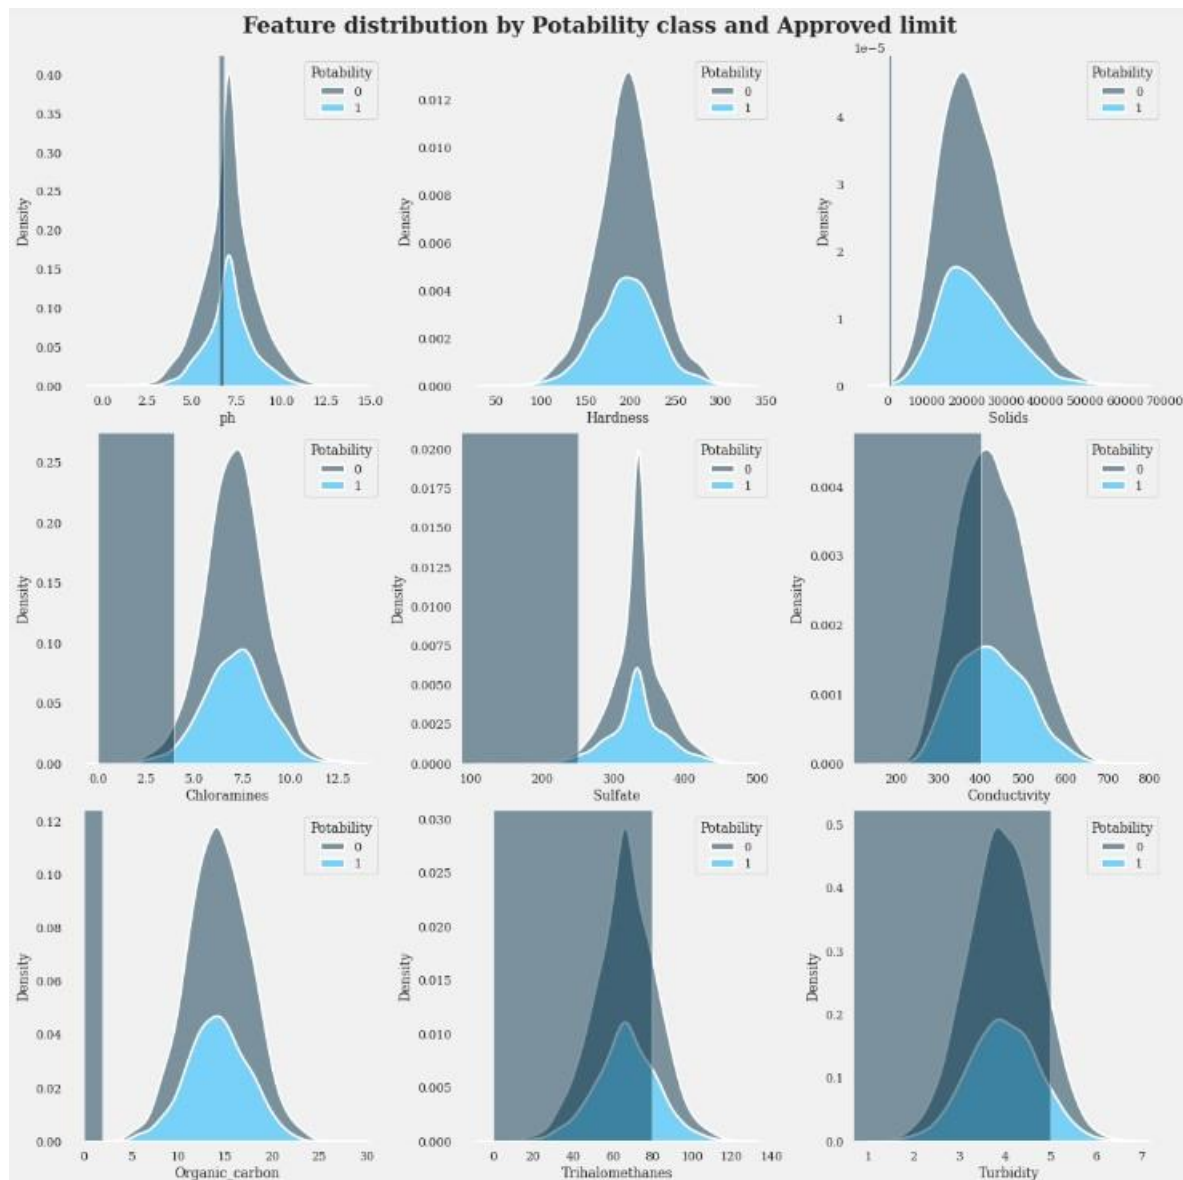 Feature distribution by Potability class and Approved limit
Potability
0
1
0.40
0.35
0.30
0.25
0.20
0.15
0.10
0.05
0.00
Density
0.0 2.5 5.0 7.5 10.0 12.5 15.0
ph
Potability
0
1
0.012
0.010
0.008
0.006
0.004
0.002
0.000
Density
50 100 150 200 250 300 350
Hardness
1e−5
Potability
0
1
4
3
2
1
0
Density
0 10000 20000 30000 40000 50000 60000 70000
Solids
Potability
0
1
0.25
0.20
0.15
0.10
0.05
0.00
Density
0.0 2.5 5.0 7.5 10.0 12.5
Chloramines
Potability
0
1
0.0200
0.0175
0.0150
0.0125
0.0100
0.0075
0.0050
0.0025
0.0000
Density
100 200 300 400 500
Sulfate
Potability
0
1
0.004
0.003
0.002
0.001
0.000
Density
200 300 400 500 600 700 800
Conductivity
Potability
0
1
0.12
0.10
0.08
0.06
0.04
0.02
0.00
Density
0 5 10 15 20 25 30
Organic_carbon
Potability
0
1
0.030
0.025
0.020
0.015
0.010
0.005
0.000
Density
0 20 40 60 80 100 120 140
Trihalomethanes
Potability
0
1
0.5
0.4
0.3
0.2
0.1
0.0
Density
1 2 3 4 5 6 7
Turbidity